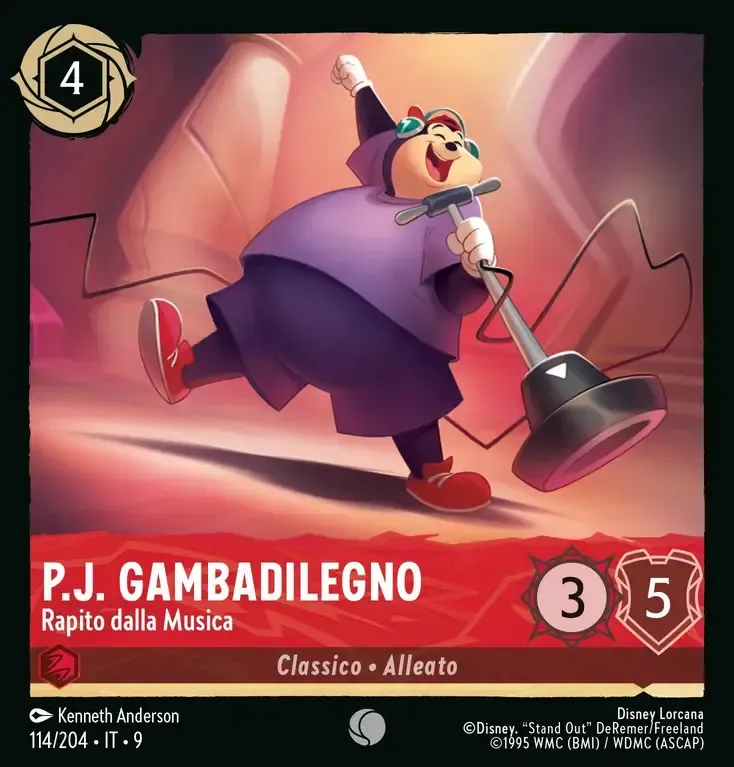 4
P.J. GAMBADILEGNO
Rapito dalla Musica
3
5
Classico • Alleato
Kenneth Anderson
114/204 • IT • 9
Disney Lorcana
©Disney. “Stand Out” DeRemer/Freeland
©1995 WMC (BMI) / WDMC (ASCAP)